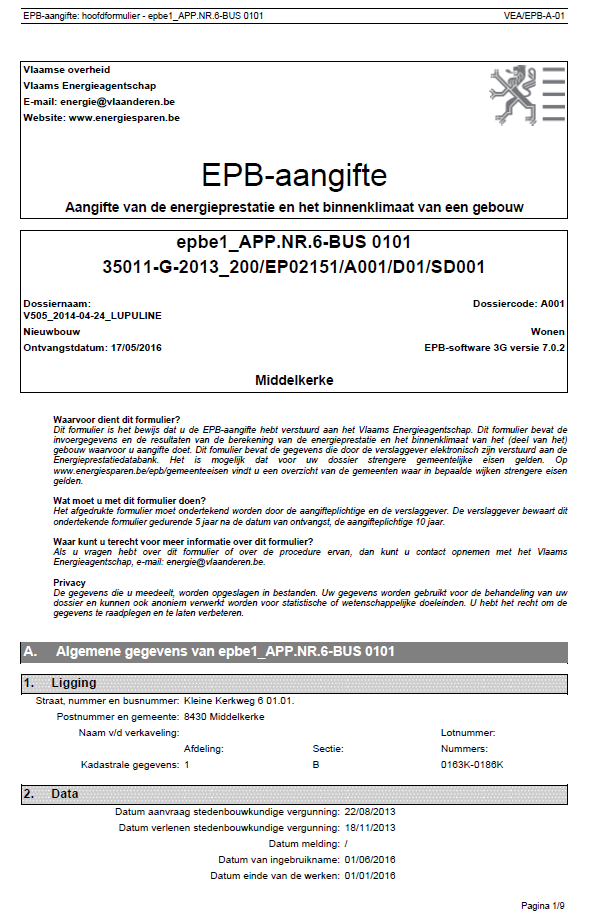 EPB-aangifte: hoofdformulier - epbe1_APP.NR.6-BUS 0101 VEA/EPB-A-01
Vlaamse overheid
Vlaams Energieagentschap
E-mail: energie@vlaanderen.be
Website: www.energiesparen.be
EPB-aangifte
Aangifte van de energieprestatie en het binnenklimaat van een gebouw
epbe1_APP.NR.6-BUS 0101
35011-G-2013_200/EP02151/A001/D01/SD001
Dossiernaam: Dossiercode: A001
V505_2014-04-24_LUPULINE
Nieuwbouw Wonen
Ontvangstdatum: 17/05/2016 EPB-software 3G versie 7.0.2
Middelkerke
Waarvoor dient dit formulier?
Dit formulier is het bewijs dat u de EPB-aangifte hebt verstuurd aan het Vlaams Energieagentschap. Dit formulier bevat de
invoergegevens en de resultaten van de berekening van de energieprestatie en het binnenklimaat van het (deel van het)
gebouw waarvoor u aangifte doet. Dit formulier bevat de gegevens die door de verslaggever elektronisch zijn verstuurd aan de
Energieprestatiedatabank. Het is mogelijk dat voor uw dossier strengere gemeentelijke eisen gelden. Op
www.energiesparen.be/epb/gemeenteeisen vindt u een overzicht van de gemeenten waar in bepaalde wijken strengere eisen
gelden.
Wat moet u met dit formulier doen?
Het afgedrukte formulier moet ondertekend worden door de aangifteplichtige en de verslaggever. De verslaggever bewaart dit
ondertekende formulier gedurende 5 jaar na de datum van ontvangst, de aangifteplichtige 10 jaar.
Waar kunt u terecht voor meer informatie over dit formulier?
Als u vragen hebt over dit formulier of over de procedure ervan, dan kunt u contact opnemen met het Vlaams
Energieagentschap, e-mail: energie@vlaanderen.be.
Privacy
De gegevens die u meedeelt, worden opgeslagen in bestanden. Uw gegevens worden gebruikt voor de behandeling van uw
dossier en kunnen ook anoniem verwerkt worden voor statistische of wetenschappelijke doeleinden. U hebt het recht om de
gegevens te raadplegen en te laten verbeteren.
A. Algemene gegevens van epbe1_APP.NR.6-BUS 0101
1. Ligging
Straat, nummer en busnummer: Kleine Kerkweg 6 01.01.
Postnummer en gemeente: 8430 Middelkerke
Naam v/d verkaveling: Lotnummer:
Afdeling: Sectie: Nummers:
Kadastrale gegevens: 1 B 0163K-0186K
2. Data
Datum aanvraag stedenbouwkundige vergunning: 22/08/2013
Datum verlenen stedenbouwkundige vergunning: 18/11/2013
Datum melding: /
Datum van ingebruikname: 01/06/2016
Datum einde van de werken: 01/01/2016
Pagina 1/9